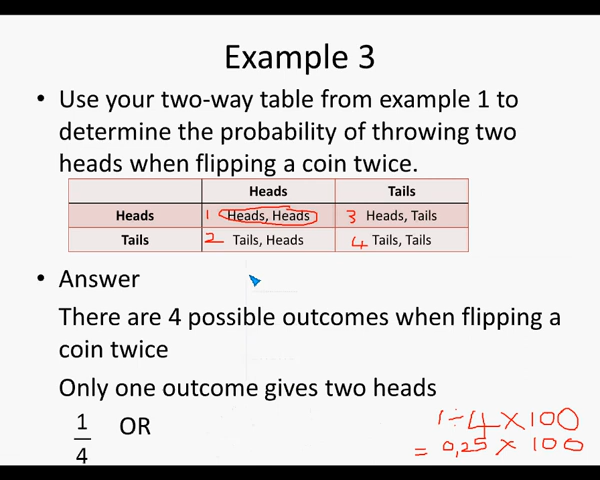 Example 3
• Use your two-way table from example 1 to
determine the probability of throwing two
heads when flipping a coin twice.
Heads Tails
Heads 1 Heads, Heads 3 Heads, Tails
Tails 2 Tails, Heads 4 Tails, Tails
• Answer
There are 4 possible outcomes when flipping a
coin twice
Only one outcome gives two heads
1/4 OR
1÷4×100
= 0,25 × 100